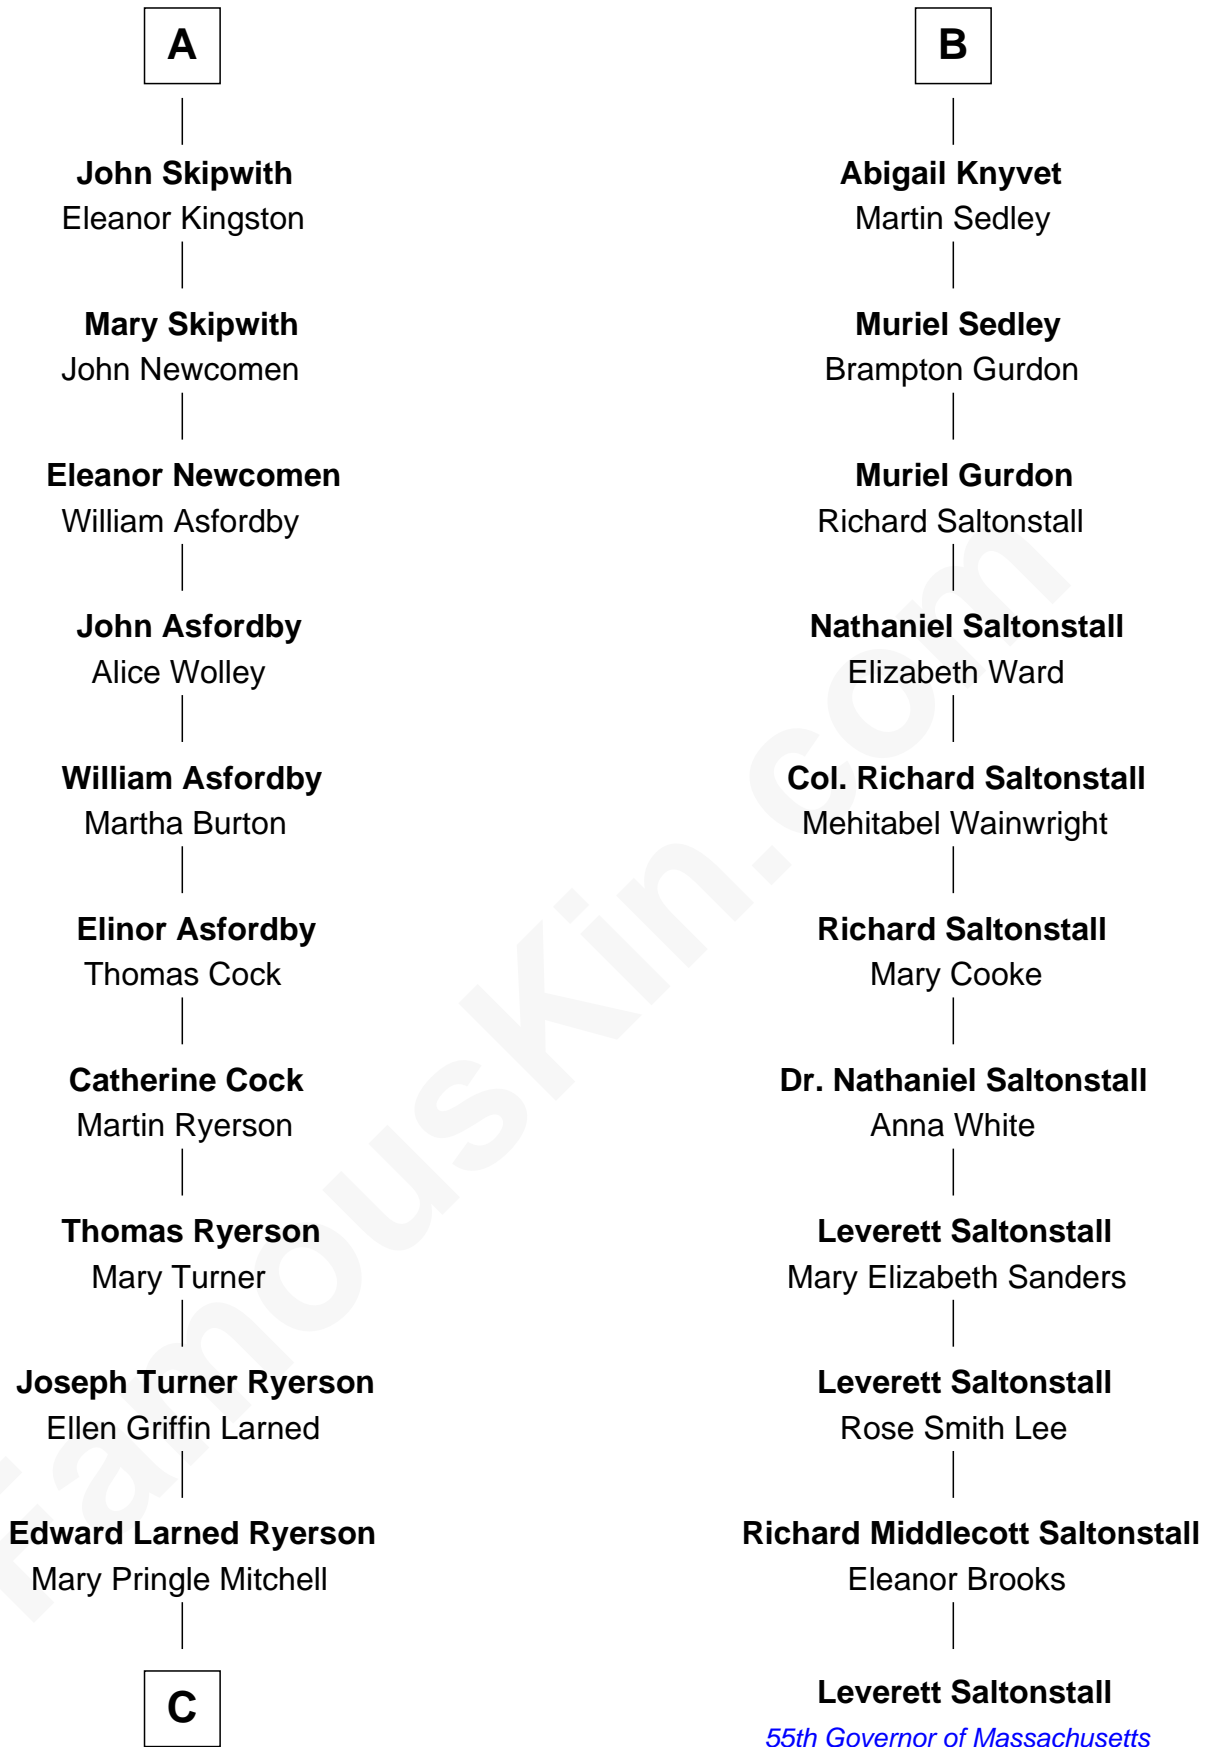 A
John Skipwith
Eleanor Kingston
Mary Skipwith
John Newcomen
Eleanor Newcomen
William Asfordby
John Asfordby
Alice Wolley
William Asfordby
Martha Burton
Elinor Asfordby
Thomas Cock
Catherine Cock
Martin Ryerson
Thomas Ryerson
Mary Turner
Joseph Turner Ryerson
Ellen Griffin Larned
Edward Larned Ryerson
Mary Pringle Mitchell
C
B
Abigail Knyvet
Martin Sedley
Muriel Sedley
Brampton Gurdon
Muriel Gurdon
Richard Saltonstall
Nathaniel Saltonstall
Elizabeth Ward
Col. Richard Saltonstall
Mehitabel Wainwright
Richard Saltonstall
Mary Cooke
Dr. Nathaniel Saltonstall
Anna White
Leverett Saltonstall
Mary Elizabeth Sanders
Leverett Saltonstall
Rose Smith Lee
Richard Middlecott Saltonstall
Eleanor Brooks
Leverett Saltonstall
55th Governor of Massachusetts
FamousKin.com